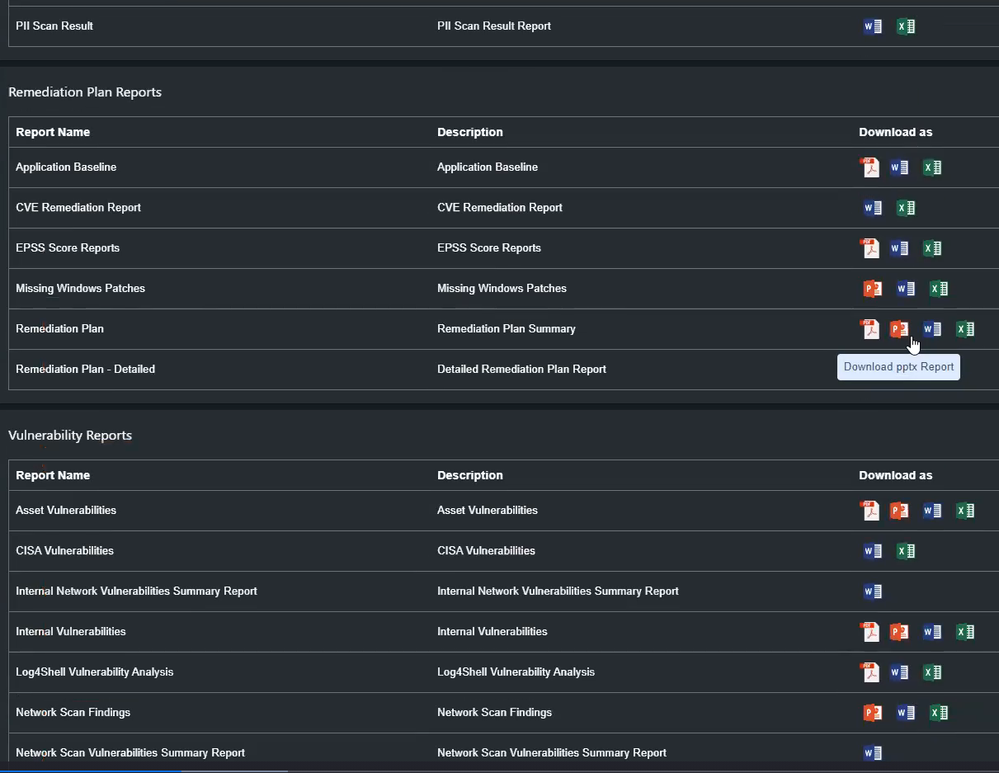 PII Scan Result PII Scan Result Report
Remediation Plan Reports
Report Name Description Download as
Application Baseline Application Baseline
CVE Remediation Report CVE Remediation Report
EPSS Score Reports EPSS Score Reports
Missing Windows Patches Missing Windows Patches
Remediation Plan Remediation Plan Summary
Remediation Plan - Detailed Detailed Remediation Plan Report Download pptx Report
Vulnerability Reports
Report Name Description Download as
Asset Vulnerabilities Asset Vulnerabilities
CISA Vulnerabilities CISA Vulnerabilities
Internal Network Vulnerabilities Summary Report Internal Network Vulnerabilities Summary Report
Internal Vulnerabilities Internal Vulnerabilities
Log4Shell Vulnerability Analysis Log4Shell Vulnerability Analysis
Network Scan Findings Network Scan Findings
Network Scan Vulnerabilities Summary Report Network Scan Vulnerabilities Summary Report